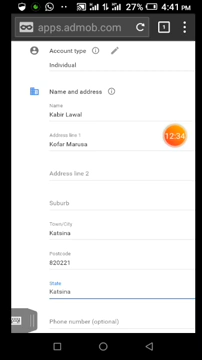 27% 4:41 PM
apps.admob.com
1
Account type
Individual
Name and address
Name
Kabir Lawal
Address line 1
Kofar Marusa
12:34
Address line 2
Suburb
Town/City
Katsina
Postcode
820221
State
Katsina
Phone number (optional)